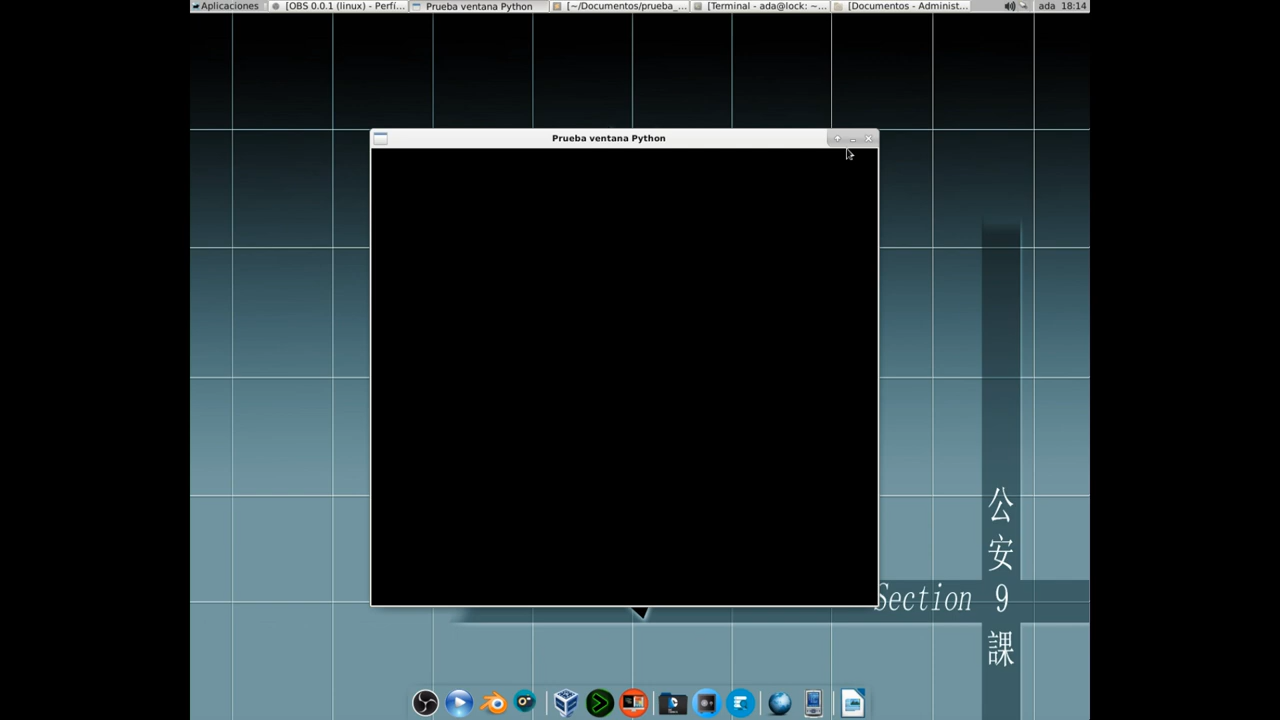 Aplicaciones
[OBS 0.0.1 (linux) - Perfí...
Prueba ventana Python
[~/Documentos/prueba_...
[Terminal - ada@lock: ~...
[Documentos - Administ...
ada 18:14
Prueba ventana Python
公
安
Section 9
課